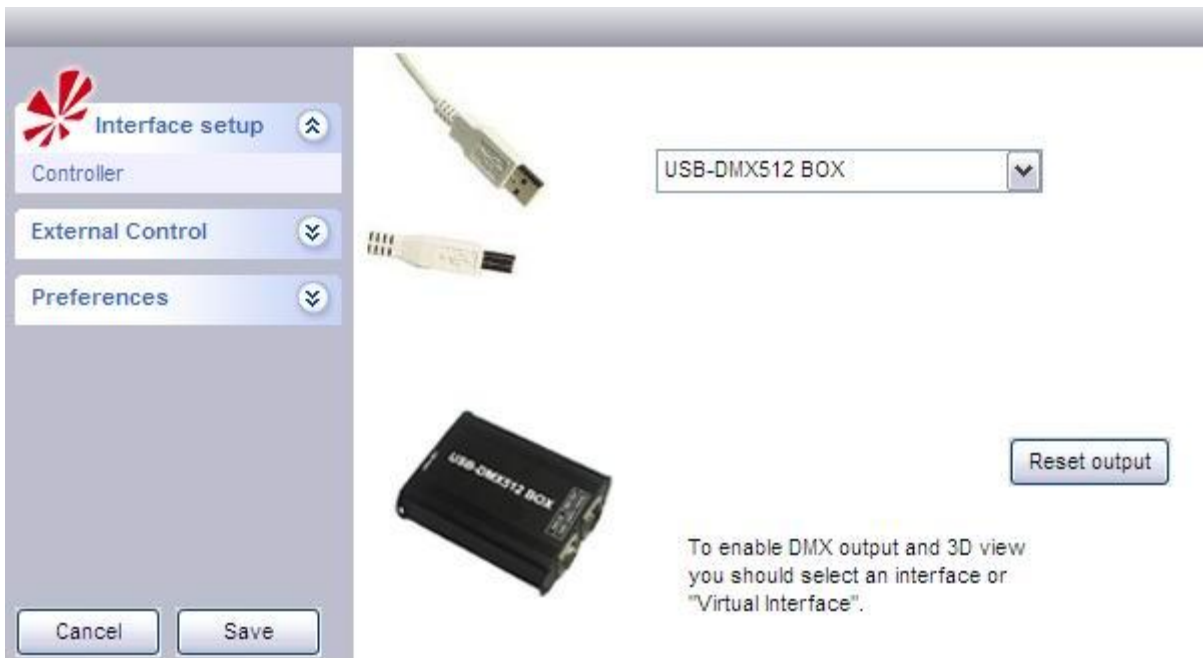 Interface setup
Controller
External Control
Preferences
Cancel
Save
USB-DMX512 BOX
USB-DMX512 BOX
Reset output
To enable DMX output and 3D view
you should select an interface or
"Virtual Interface".